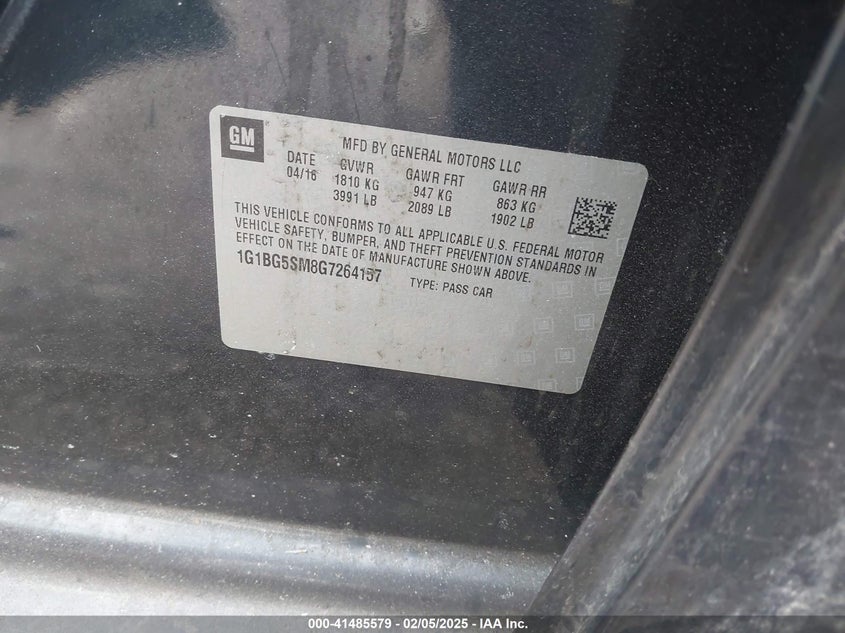 GM
MFD BY GENERAL MOTORS LLC
DATE GVWR GAWR FRT GAWR RR
04/16 1810 KG 947 KG 863 KG
3991 LB 2089 LB 1902 LB
THIS VEHICLE CONFORMS TO ALL APPLICABLE U.S. FEDERAL MOTOR
VEHICLE SAFETY, BUMPER, AND THEFT PREVENTION STANDARDS IN
EFFECT ON THE DATE OF MANUFACTURE SHOWN ABOVE.
1G1BG5SM8G7264157 TYPE: PASS CAR
000-41485579 / 02/05/2025 - IAA Inc.